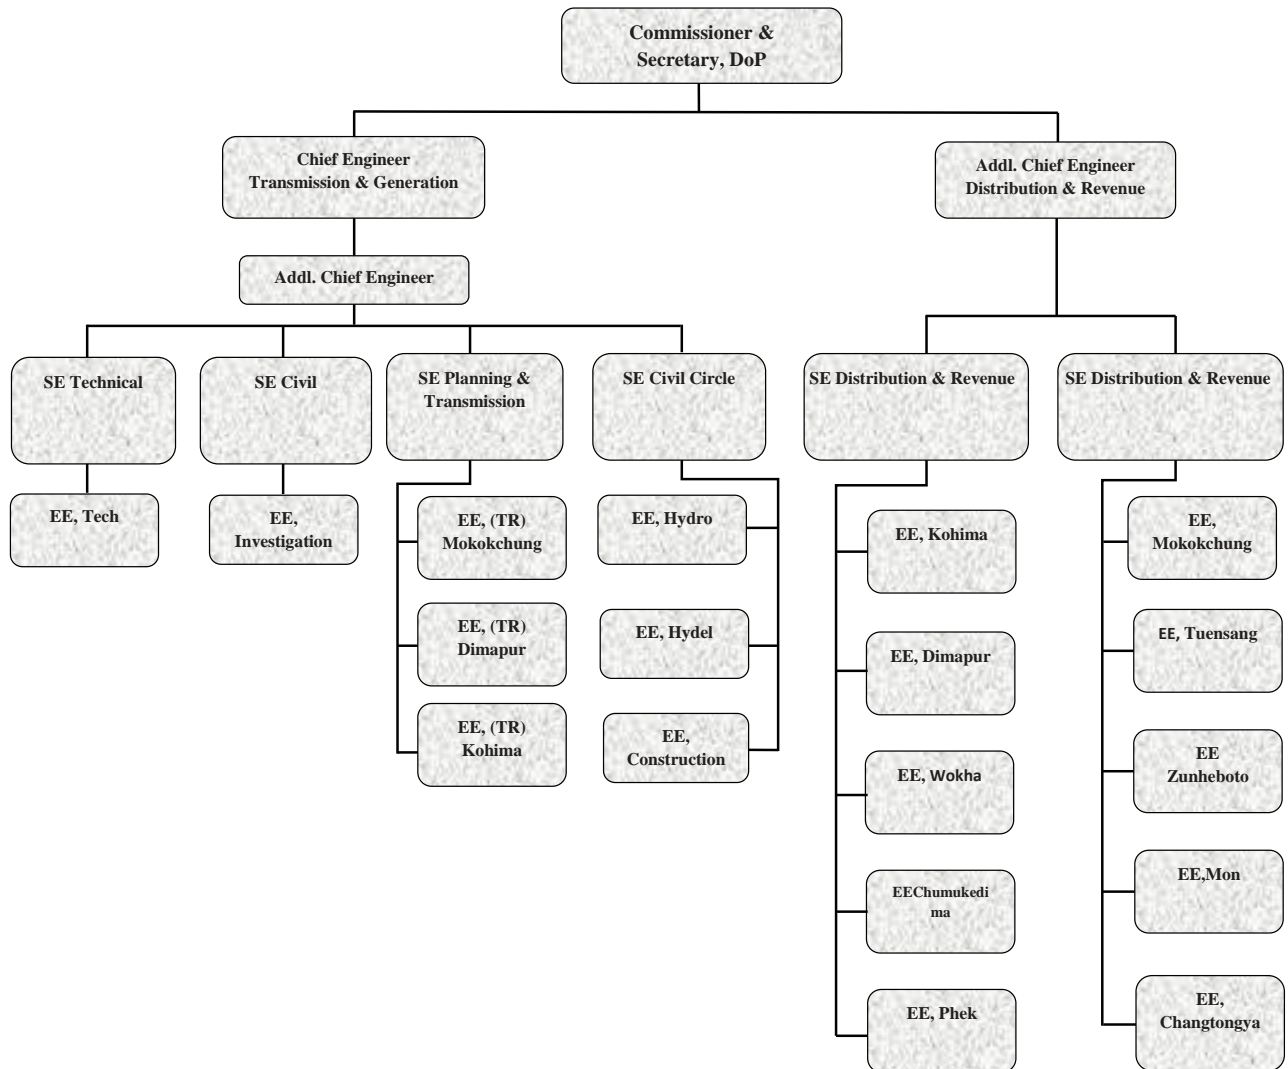 Commissioner &
Secretary, DoP
Chief Engineer
Transmission & Generation
Addl. Chief Engineer
Distribution & Revenue
Addl. Chief Engineer
SE Technical
SE Civil
SE Planning &
Transmission
SE Civil Circle
SE Distribution & Revenue
SE Distribution & Revenue
EE, Tech
EE,
Investigation
EE, (TR)
Mokokchung
EE, (TR)
Dimapur
EE, (TR)
Kohima
EE, Hydro
EE, Hydel
EE,
Construction
EE, Kohima
EE, Dimapur
EE, Wokha
EEChumukedi
ma
EE, Phek
EE,
Mokokchung
EE, Tuensang
EE
Zunheboto
EE,Mon
EE,
Changtongya